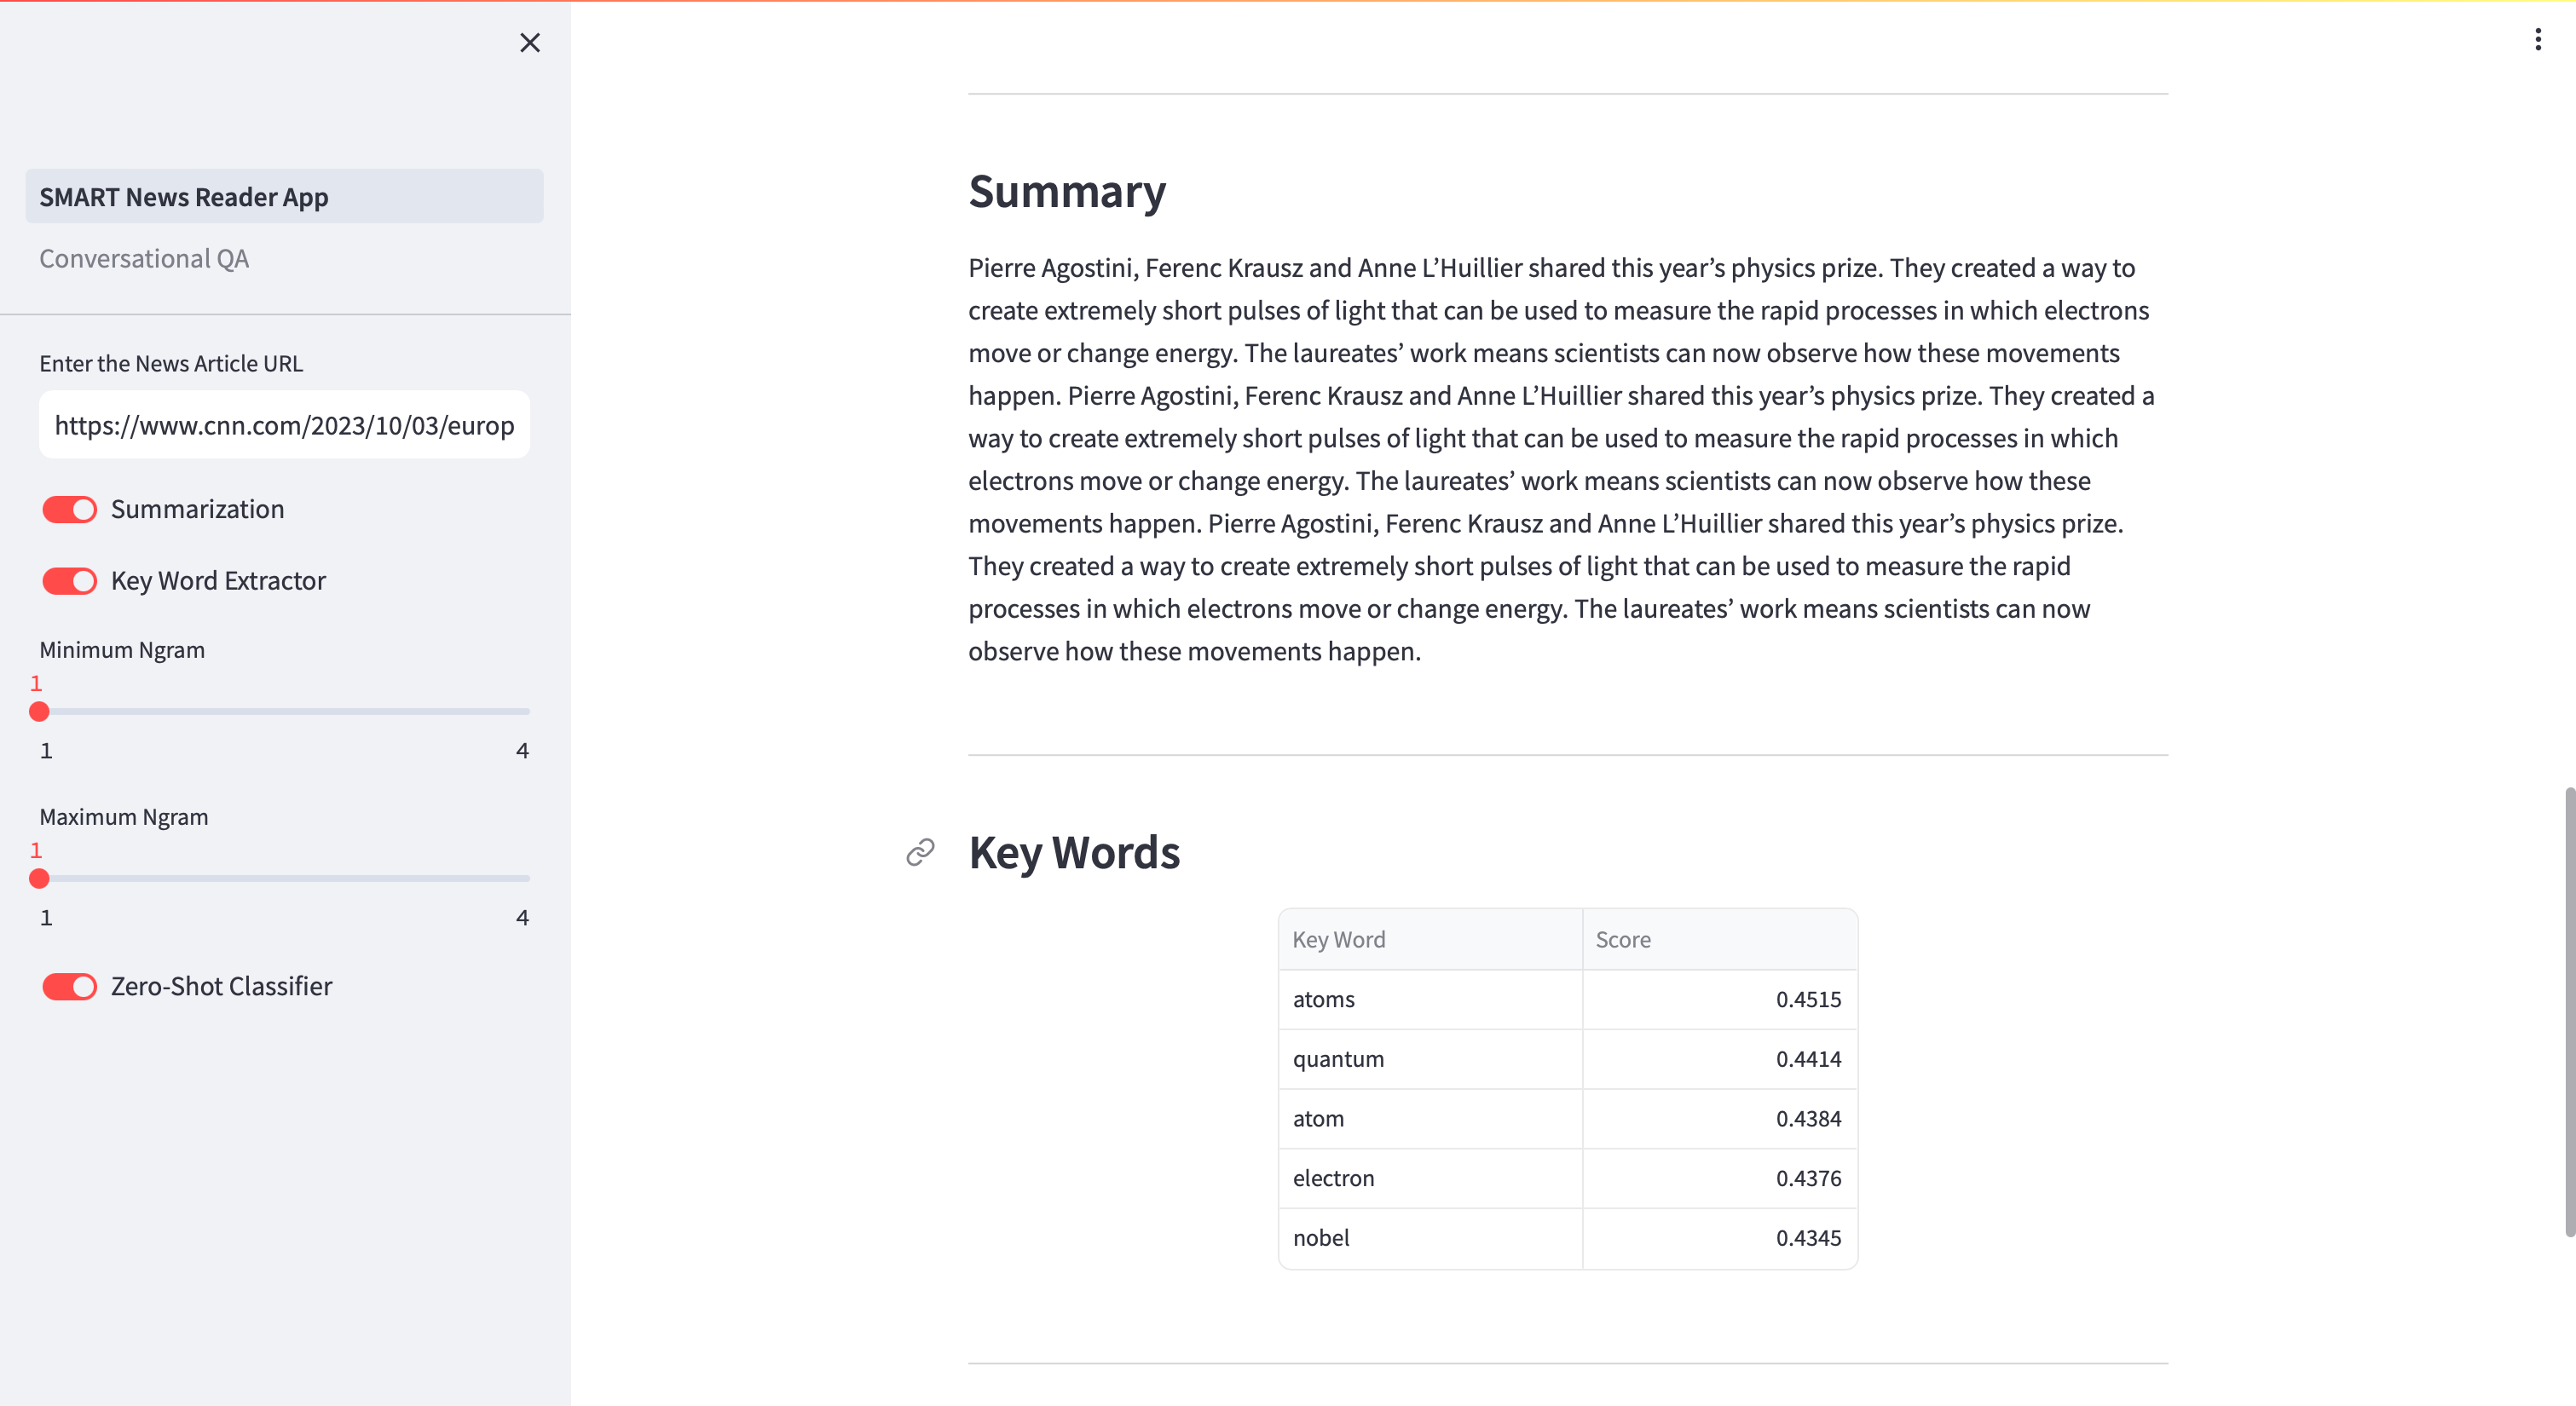 SMART News Reader App
Conversational QA
Enter the News Article URL
https://www.cnn.com/2023/10/03/europ
Summarization
Key Word Extractor
Minimum Ngram
1
1 4
Maximum Ngram
1
1 4
Zero-Shot Classifier
Summary
Pierre Agostini, Ferenc Krausz and Anne L’Huillier shared this year’s physics prize. They created a way to
create extremely short pulses of light that can be used to measure the rapid processes in which electrons
move or change energy. The laureates’ work means scientists can now observe how these movements
happen. Pierre Agostini, Ferenc Krausz and Anne L’Huillier shared this year’s physics prize. They created a
way to create extremely short pulses of light that can be used to measure the rapid processes in which
electrons move or change energy. The laureates’ work means scientists can now observe how these
movements happen. Pierre Agostini, Ferenc Krausz and Anne L’Huillier shared this year’s physics prize.
They created a way to create extremely short pulses of light that can be used to measure the rapid
processes in which electrons move or change energy. The laureates’ work means scientists can now
observe how these movements happen.
Key Words
Key Word Score
atoms 0.4515
quantum 0.4414
atom 0.4384
electron 0.4376
nobel 0.4345